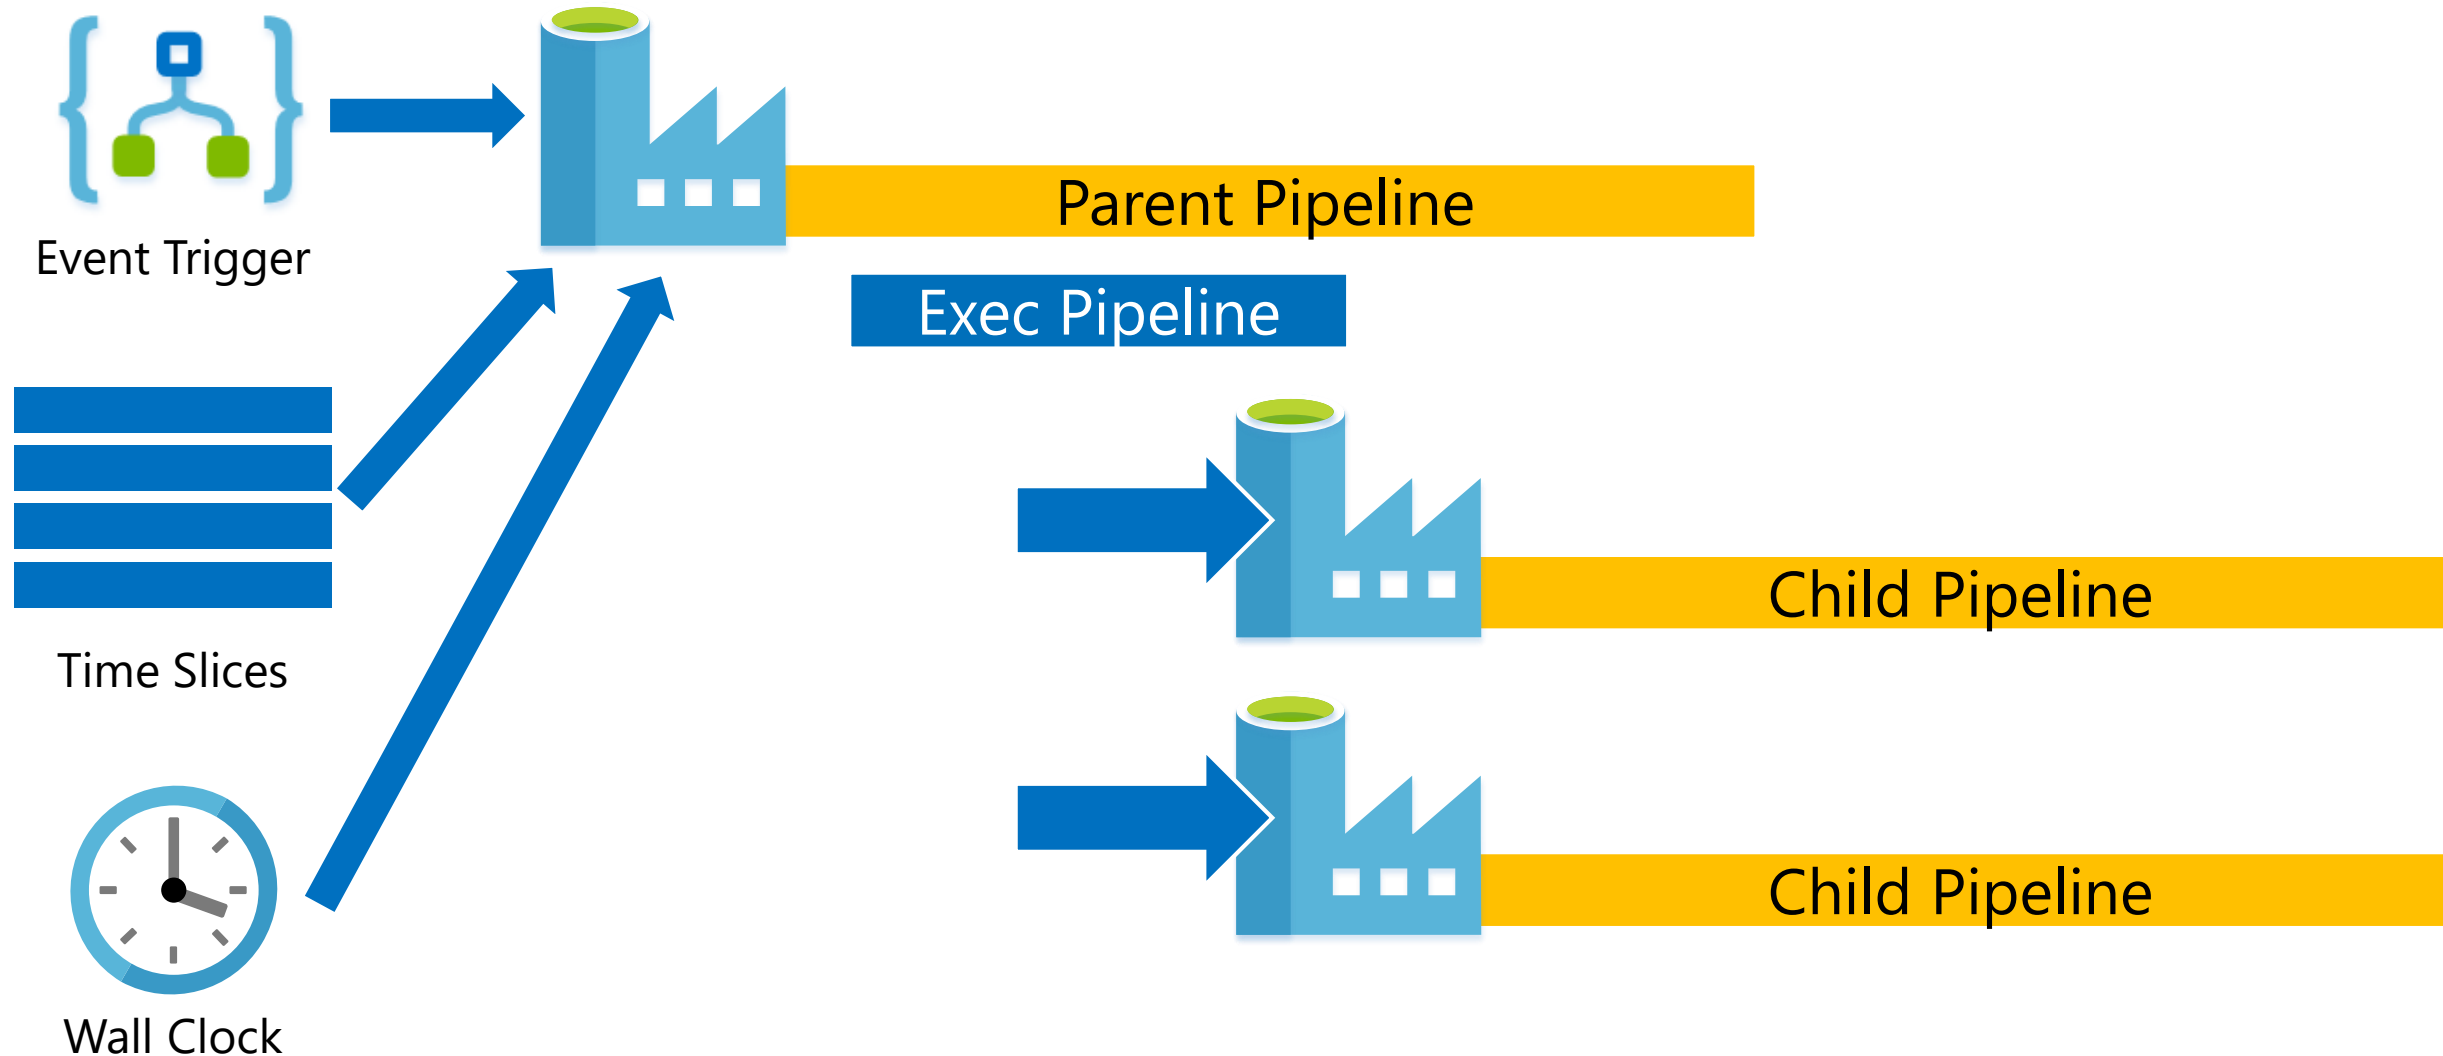 Event Trigger
Parent Pipeline
Exec Pipeline
Time Slices
Child Pipeline
Child Pipeline
Wall Clock